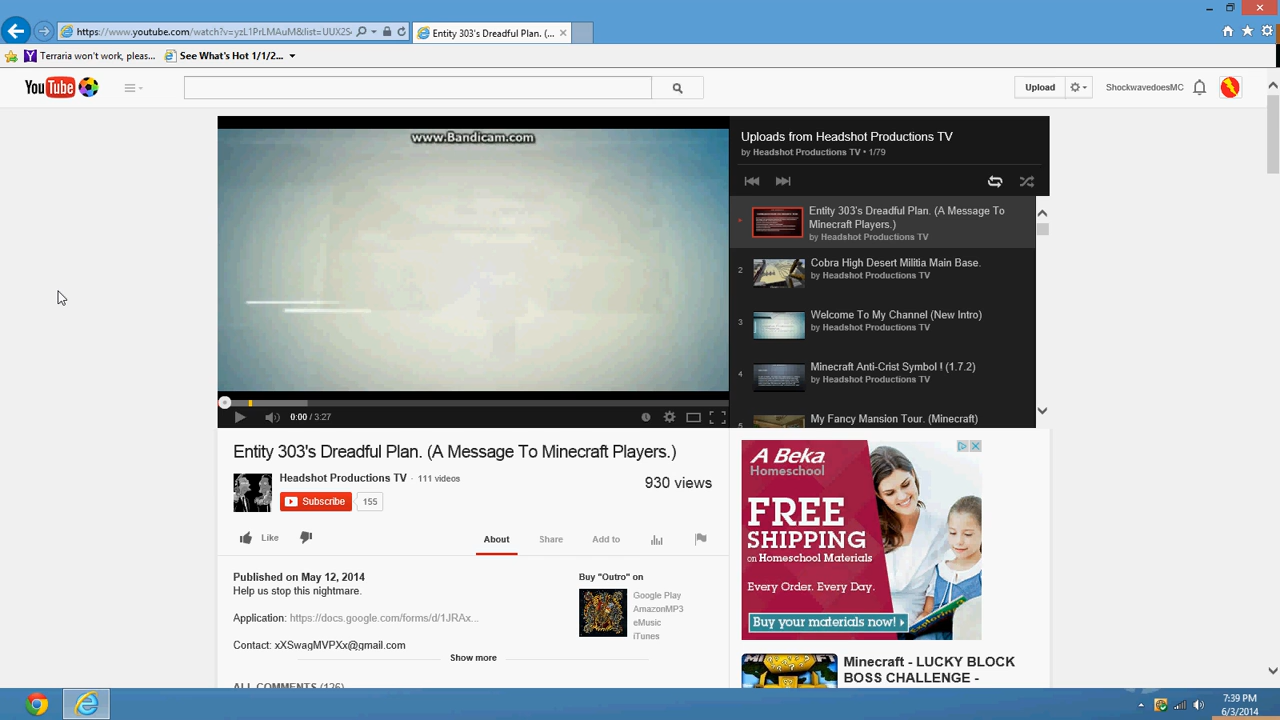 https://www.youtube.com/watch?v=yzL1PrLMAuM&list=UUX2S
Entity 303's Dreadful Plan. (...
Terraria won't work, pleas...
See What's Hot 1/1/2...
YouTube
Upload
ShockwavedoesMC
www.Bandicam.com
Uploads from Headshot Productions TV
by Headshot Productions TV • 1/79
Entity 303's Dreadful Plan. (A Message To
Minecraft Players.)
by Headshot Productions TV
2
Cobra High Desert Militia Main Base.
by Headshot Productions TV
3
Welcome To My Channel (New Intro)
by Headshot Productions TV
4
Minecraft Anti-Crist Symbol ! (1.7.2)
by Headshot Productions TV
My Fancy Mansion Tour. (Minecraft)
0:00 / 3:27
Entity 303's Dreadful Plan. (A Message To Minecraft Players.)
Headshot Productions TV · 111 videos
Subscribe 155
930 views
Like
About
Share
Add to
Published on May 12, 2014
Help us stop this nightmare.
Application: https://docs.google.com/forms/d/1JRAx...
Contact: xXSwagMVPXx@gmail.com
Buy "Outro" on
Google Play
AmazonMP3
eMusic
iTunes
Show more
ALL COMMENTS (126)
A Beka
Homeschool
FREE
SHIPPING
on Homeschool Materials
Every Order. Every Day.
Buy your materials now!
Minecraft - LUCKY BLOCK
BOSS CHALLENGE -
7:39 PM
6/3/2014